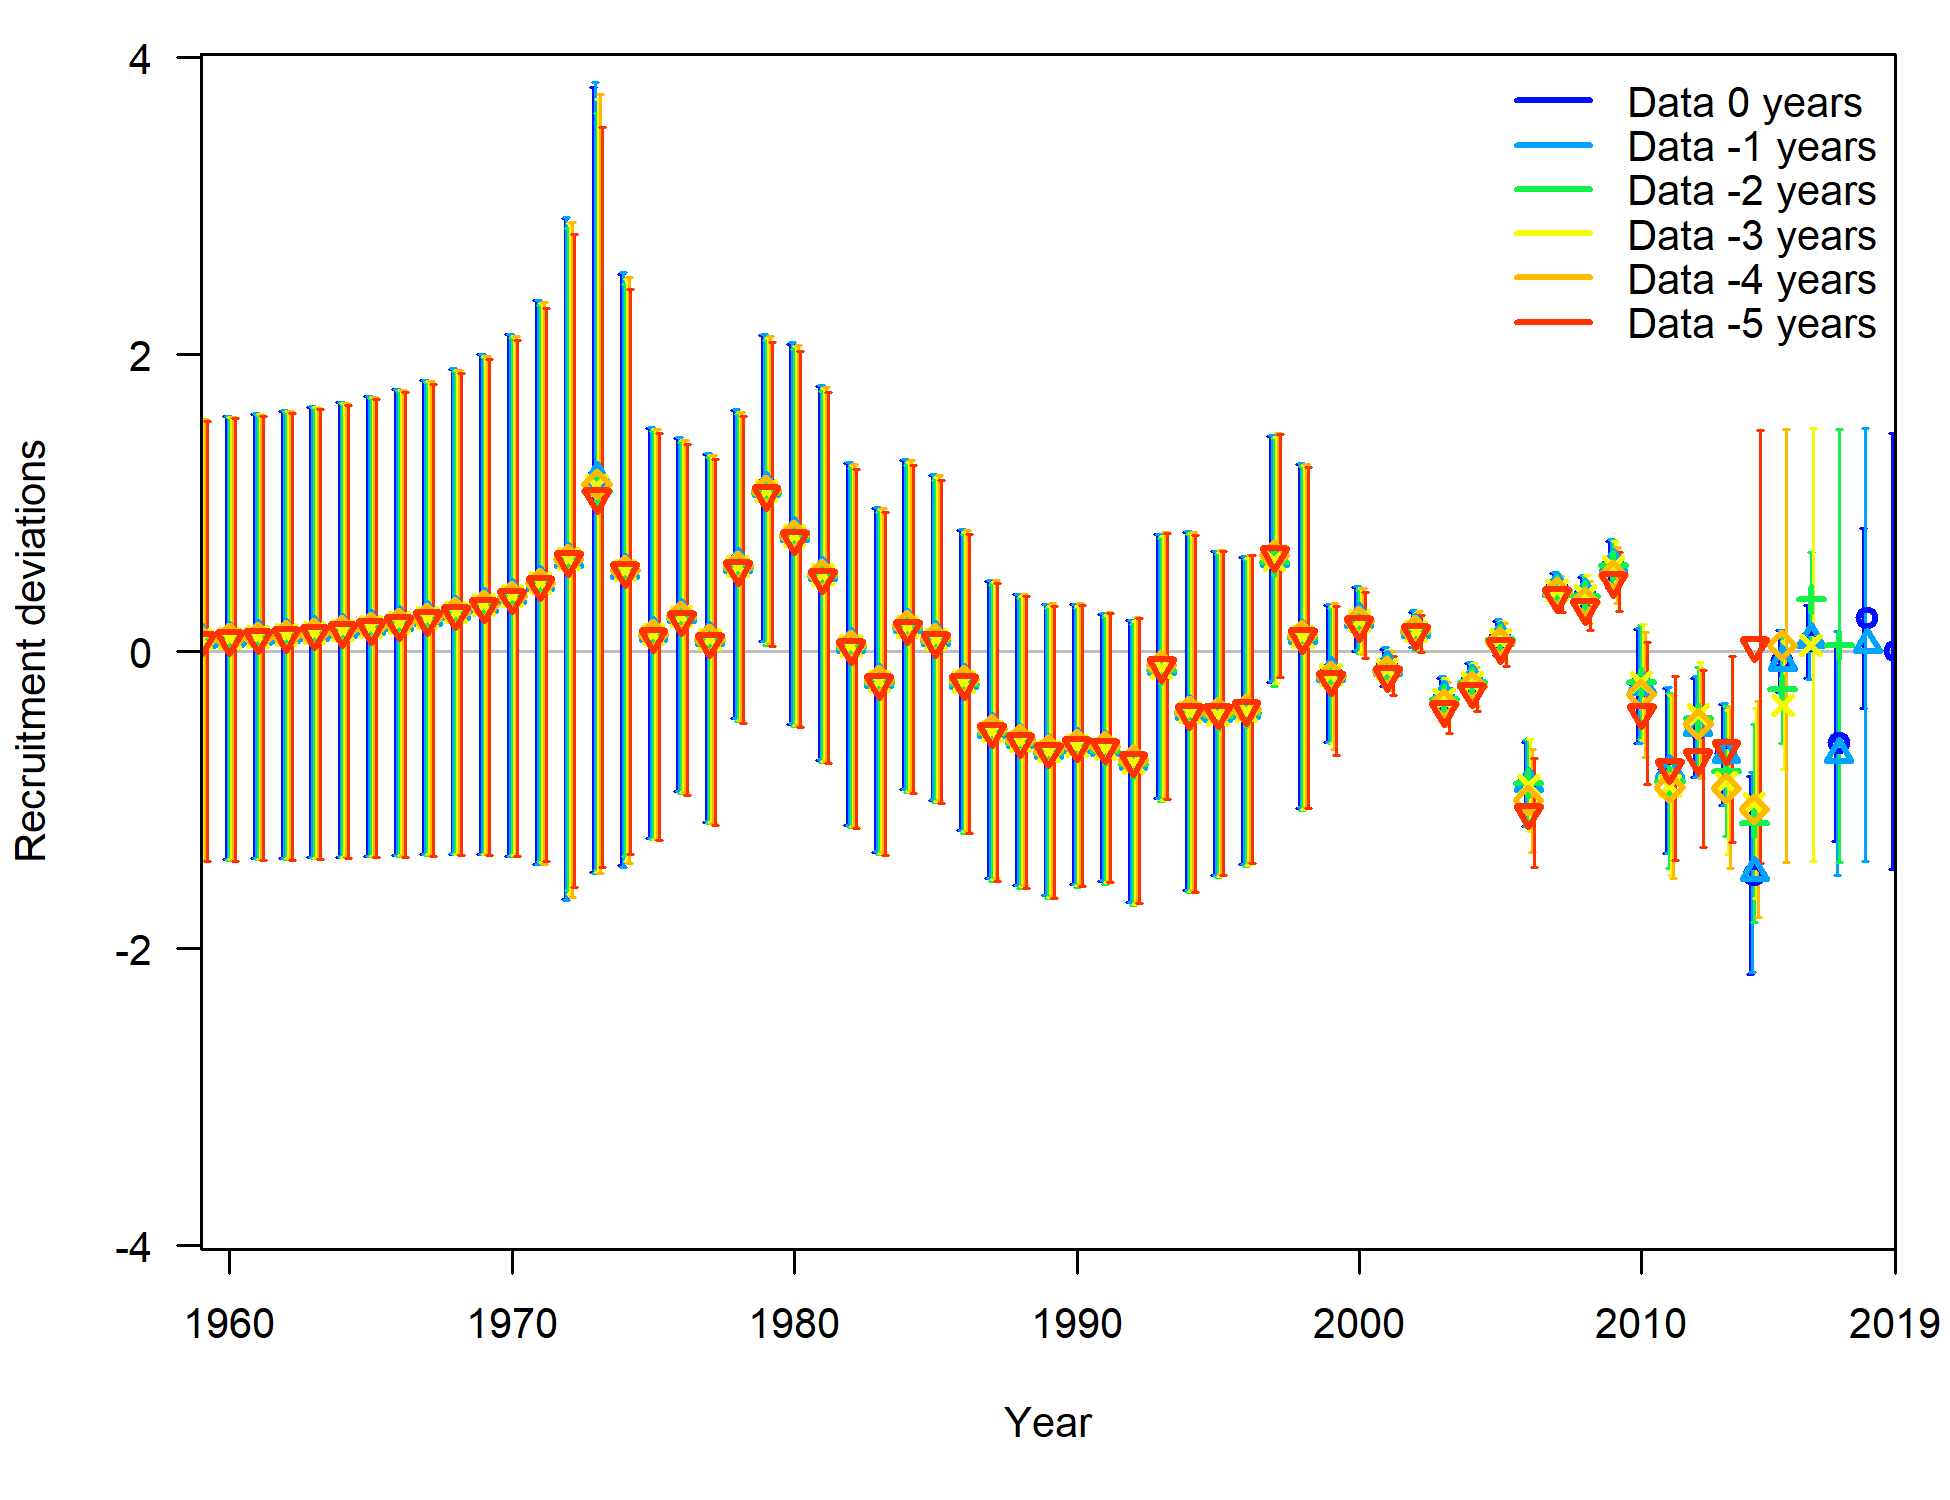 4
2
0
-2
-4
Recruitment deviations
Data 0 years
Data -1 years
Data -2 years
Data -3 years
Data -4 years
Data -5 years
1960 1970 1980 1990 2000 2010 2019
Year